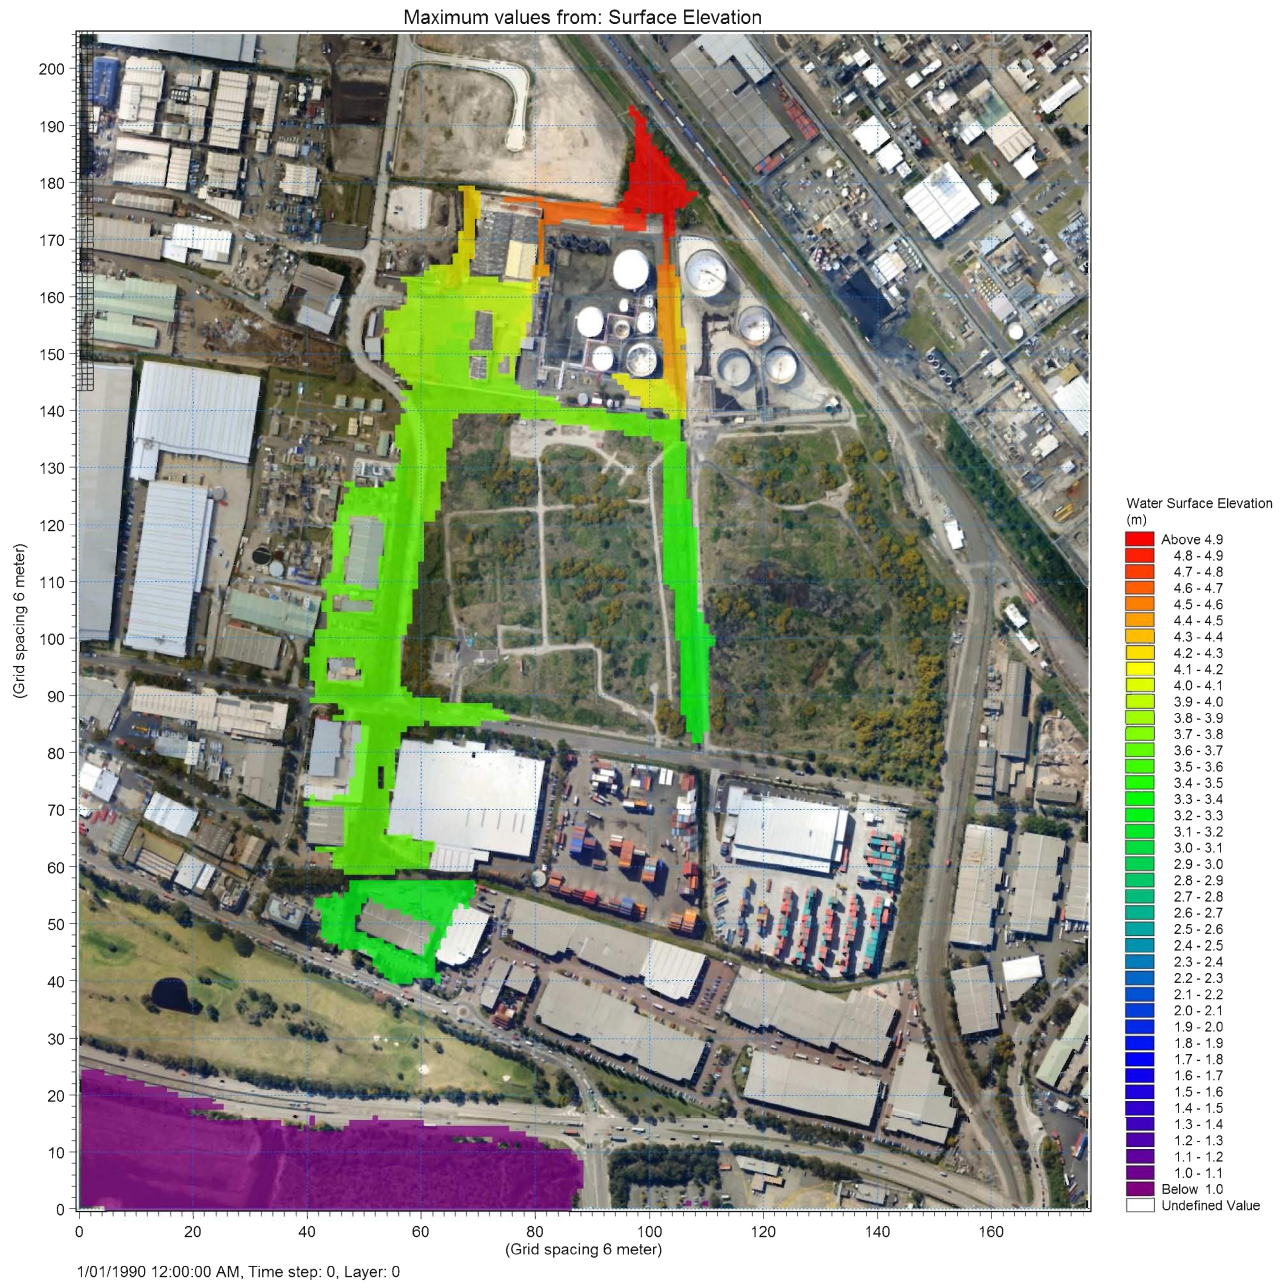 Maximum values from: Surface Elevation
200
190
180
170
160
150
140
130
120
110
100
90
80
70
60
50
40
30
20
10
0
(Grid spacing 6 meter)
0 20 40 60 80 100 120 140 160
(Grid spacing 6 meter)
1/01/1990 12:00:00 AM, Time step: 0, Layer: 0
Water Surface Elevation
(m)
Above 4.9
4.8 - 4.9
4.7 - 4.8
4.6 - 4.7
4.5 - 4.6
4.4 - 4.5
4.3 - 4.4
4.2 - 4.3
4.1 - 4.2
4.0 - 4.1
3.9 - 4.0
3.8 - 3.9
3.7 - 3.8
3.6 - 3.7
3.5 - 3.6
3.4 - 3.5
3.3 - 3.4
3.2 - 3.3
3.1 - 3.2
3.0 - 3.1
2.9 - 3.0
2.8 - 2.9
2.7 - 2.8
2.6 - 2.7
2.5 - 2.6
2.4 - 2.5
2.3 - 2.4
2.2 - 2.3
2.1 - 2.2
2.0 - 2.1
1.9 - 2.0
1.8 - 1.9
1.7 - 1.8
1.6 - 1.7
1.5 - 1.6
1.4 - 1.5
1.3 - 1.4
1.2 - 1.3
1.1 - 1.2
1.0 - 1.1
Below 1.0
Undefined Value